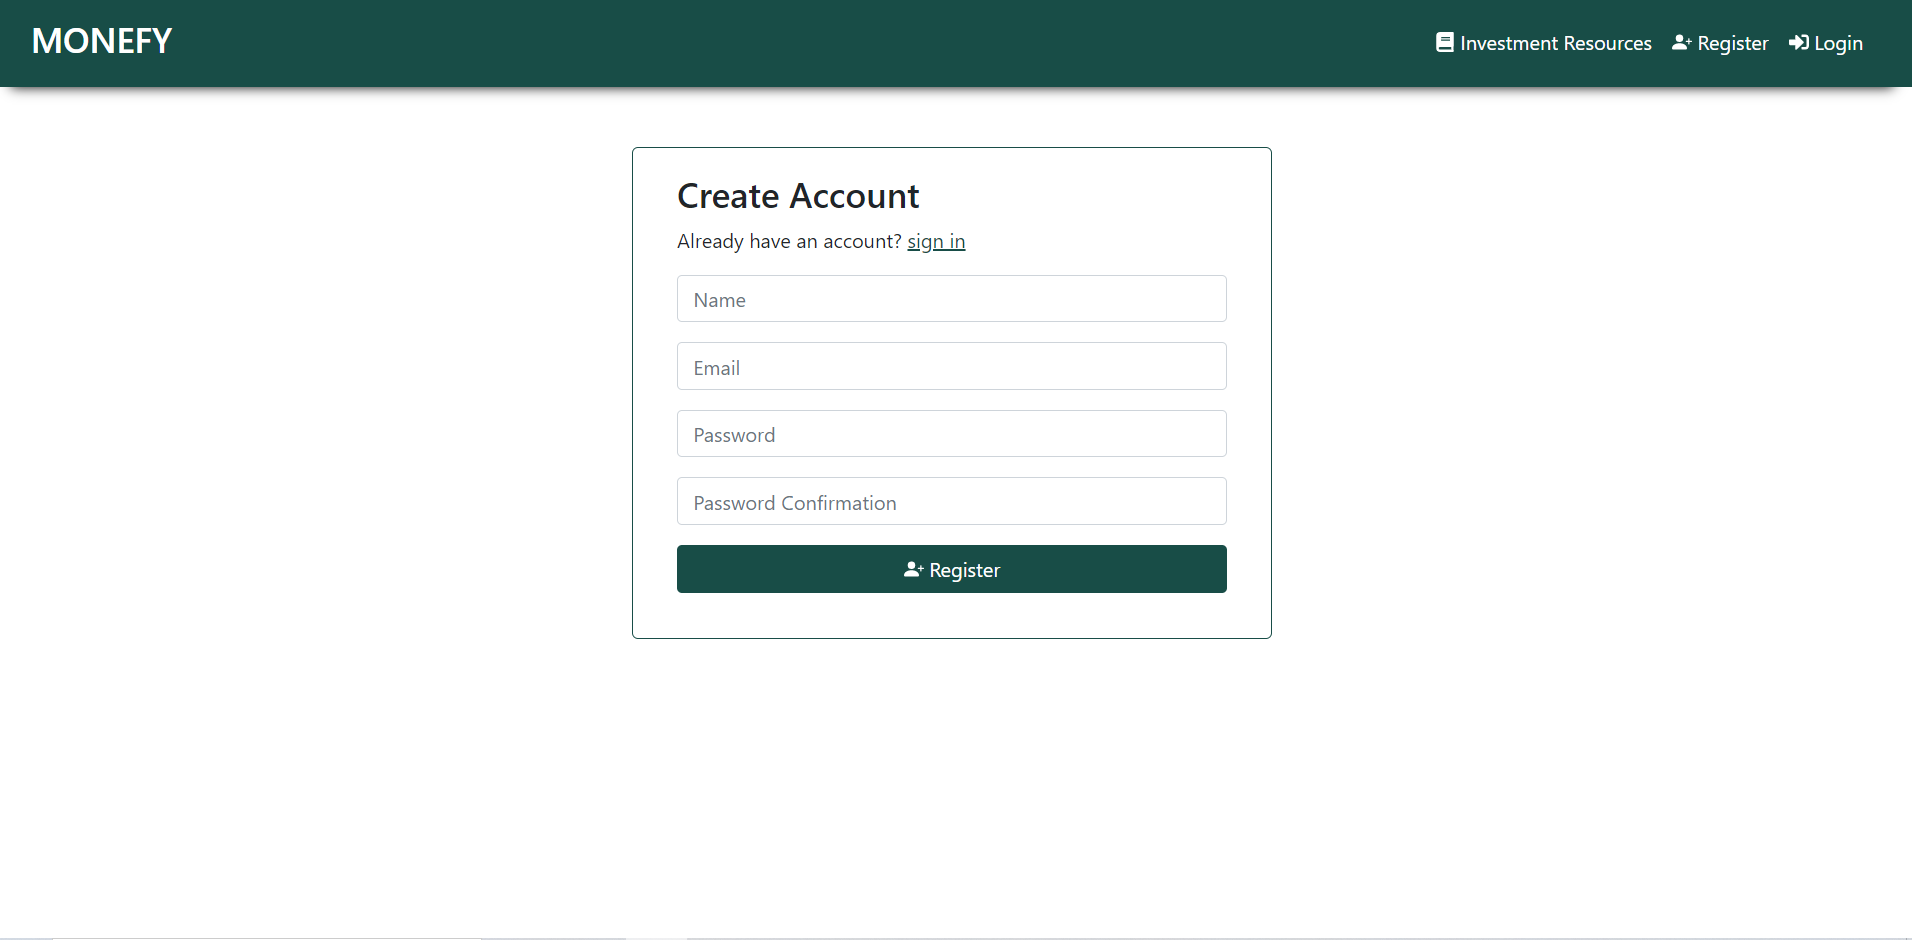 MONEFY
Investment Resources Register Login
Create Account
Already have an account? sign in
Name
Email
Password
Password Confirmation
Register